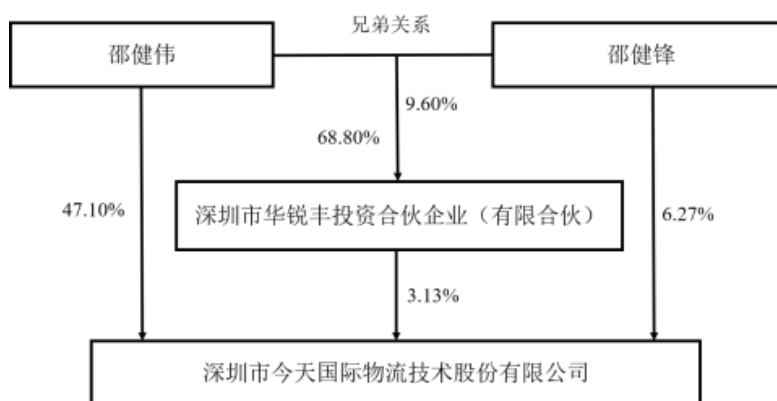 兄弟关系
邵健伟
邵健锋
9.60%
68.80%
47.10%
深圳市华锐丰投资合伙企业（有限合伙）
6.27%
3.13%
深圳市今天国际物流技术股份有限公司